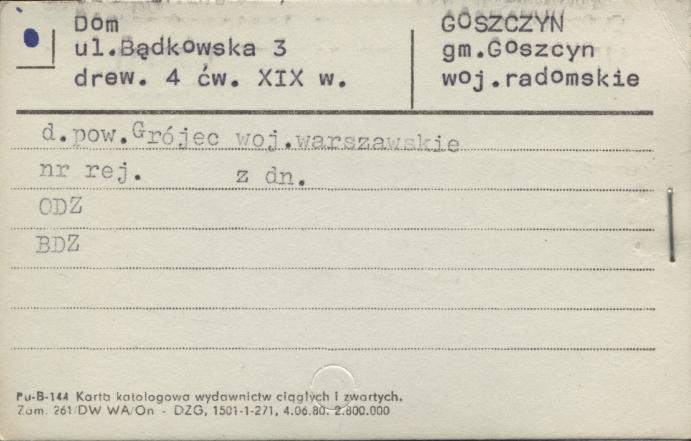 Dom
ul.Bądkowska 3
drew. 4 ćw. XIX w.
GOSZCZYN
gm.Goszcyn
woj.radomskie
d.pow.Grójec woj.warszawskie
nr rej. z dn.
ODZ
BDZ
Pu-B-144 Karta katologowa wydawnictw ciągłych i zwartych.
Zam. 261/DW WA/On - DZG, 1501-1-271, 4.06.80. 2.800.000